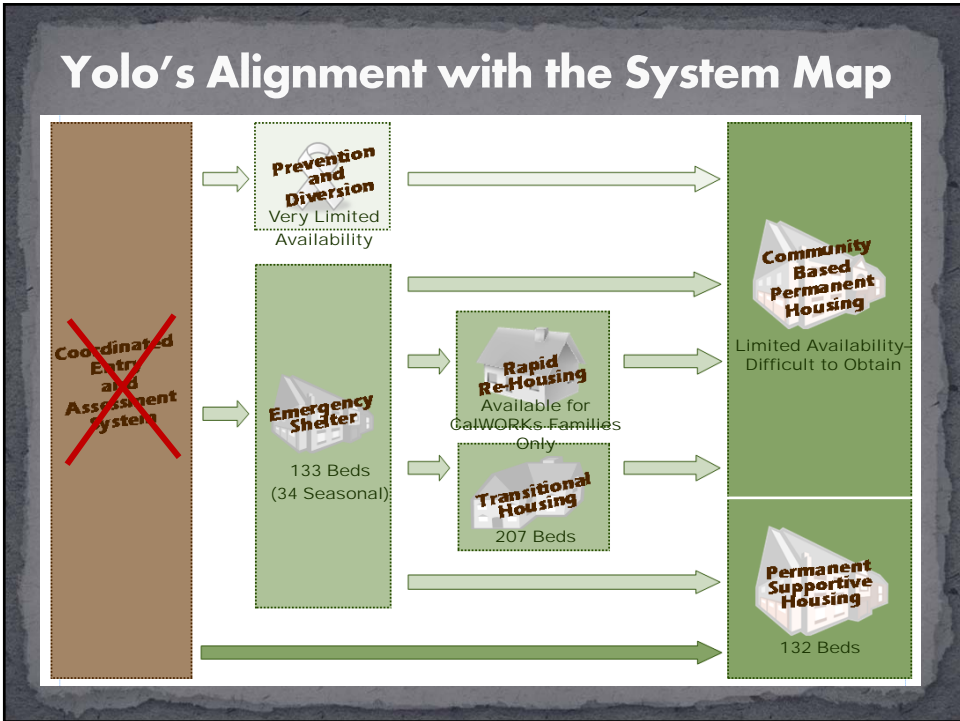 Yolo's Alignment with the System Map
Coordinated
Entry
and
Assessment
System
Prevention
and
Diversion
Very Limited
Availability
Emergency
Shelter
133 Beds
(34 Seasonal)
Rapid
Re-Housing
Available for
CalWORKs Families
Only
Transitional
Housing
207 Beds
Community
Based
Permanent
Housing
Limited Availability–
Difficult to Obtain
Permanent
Supportive
Housing
132 Beds